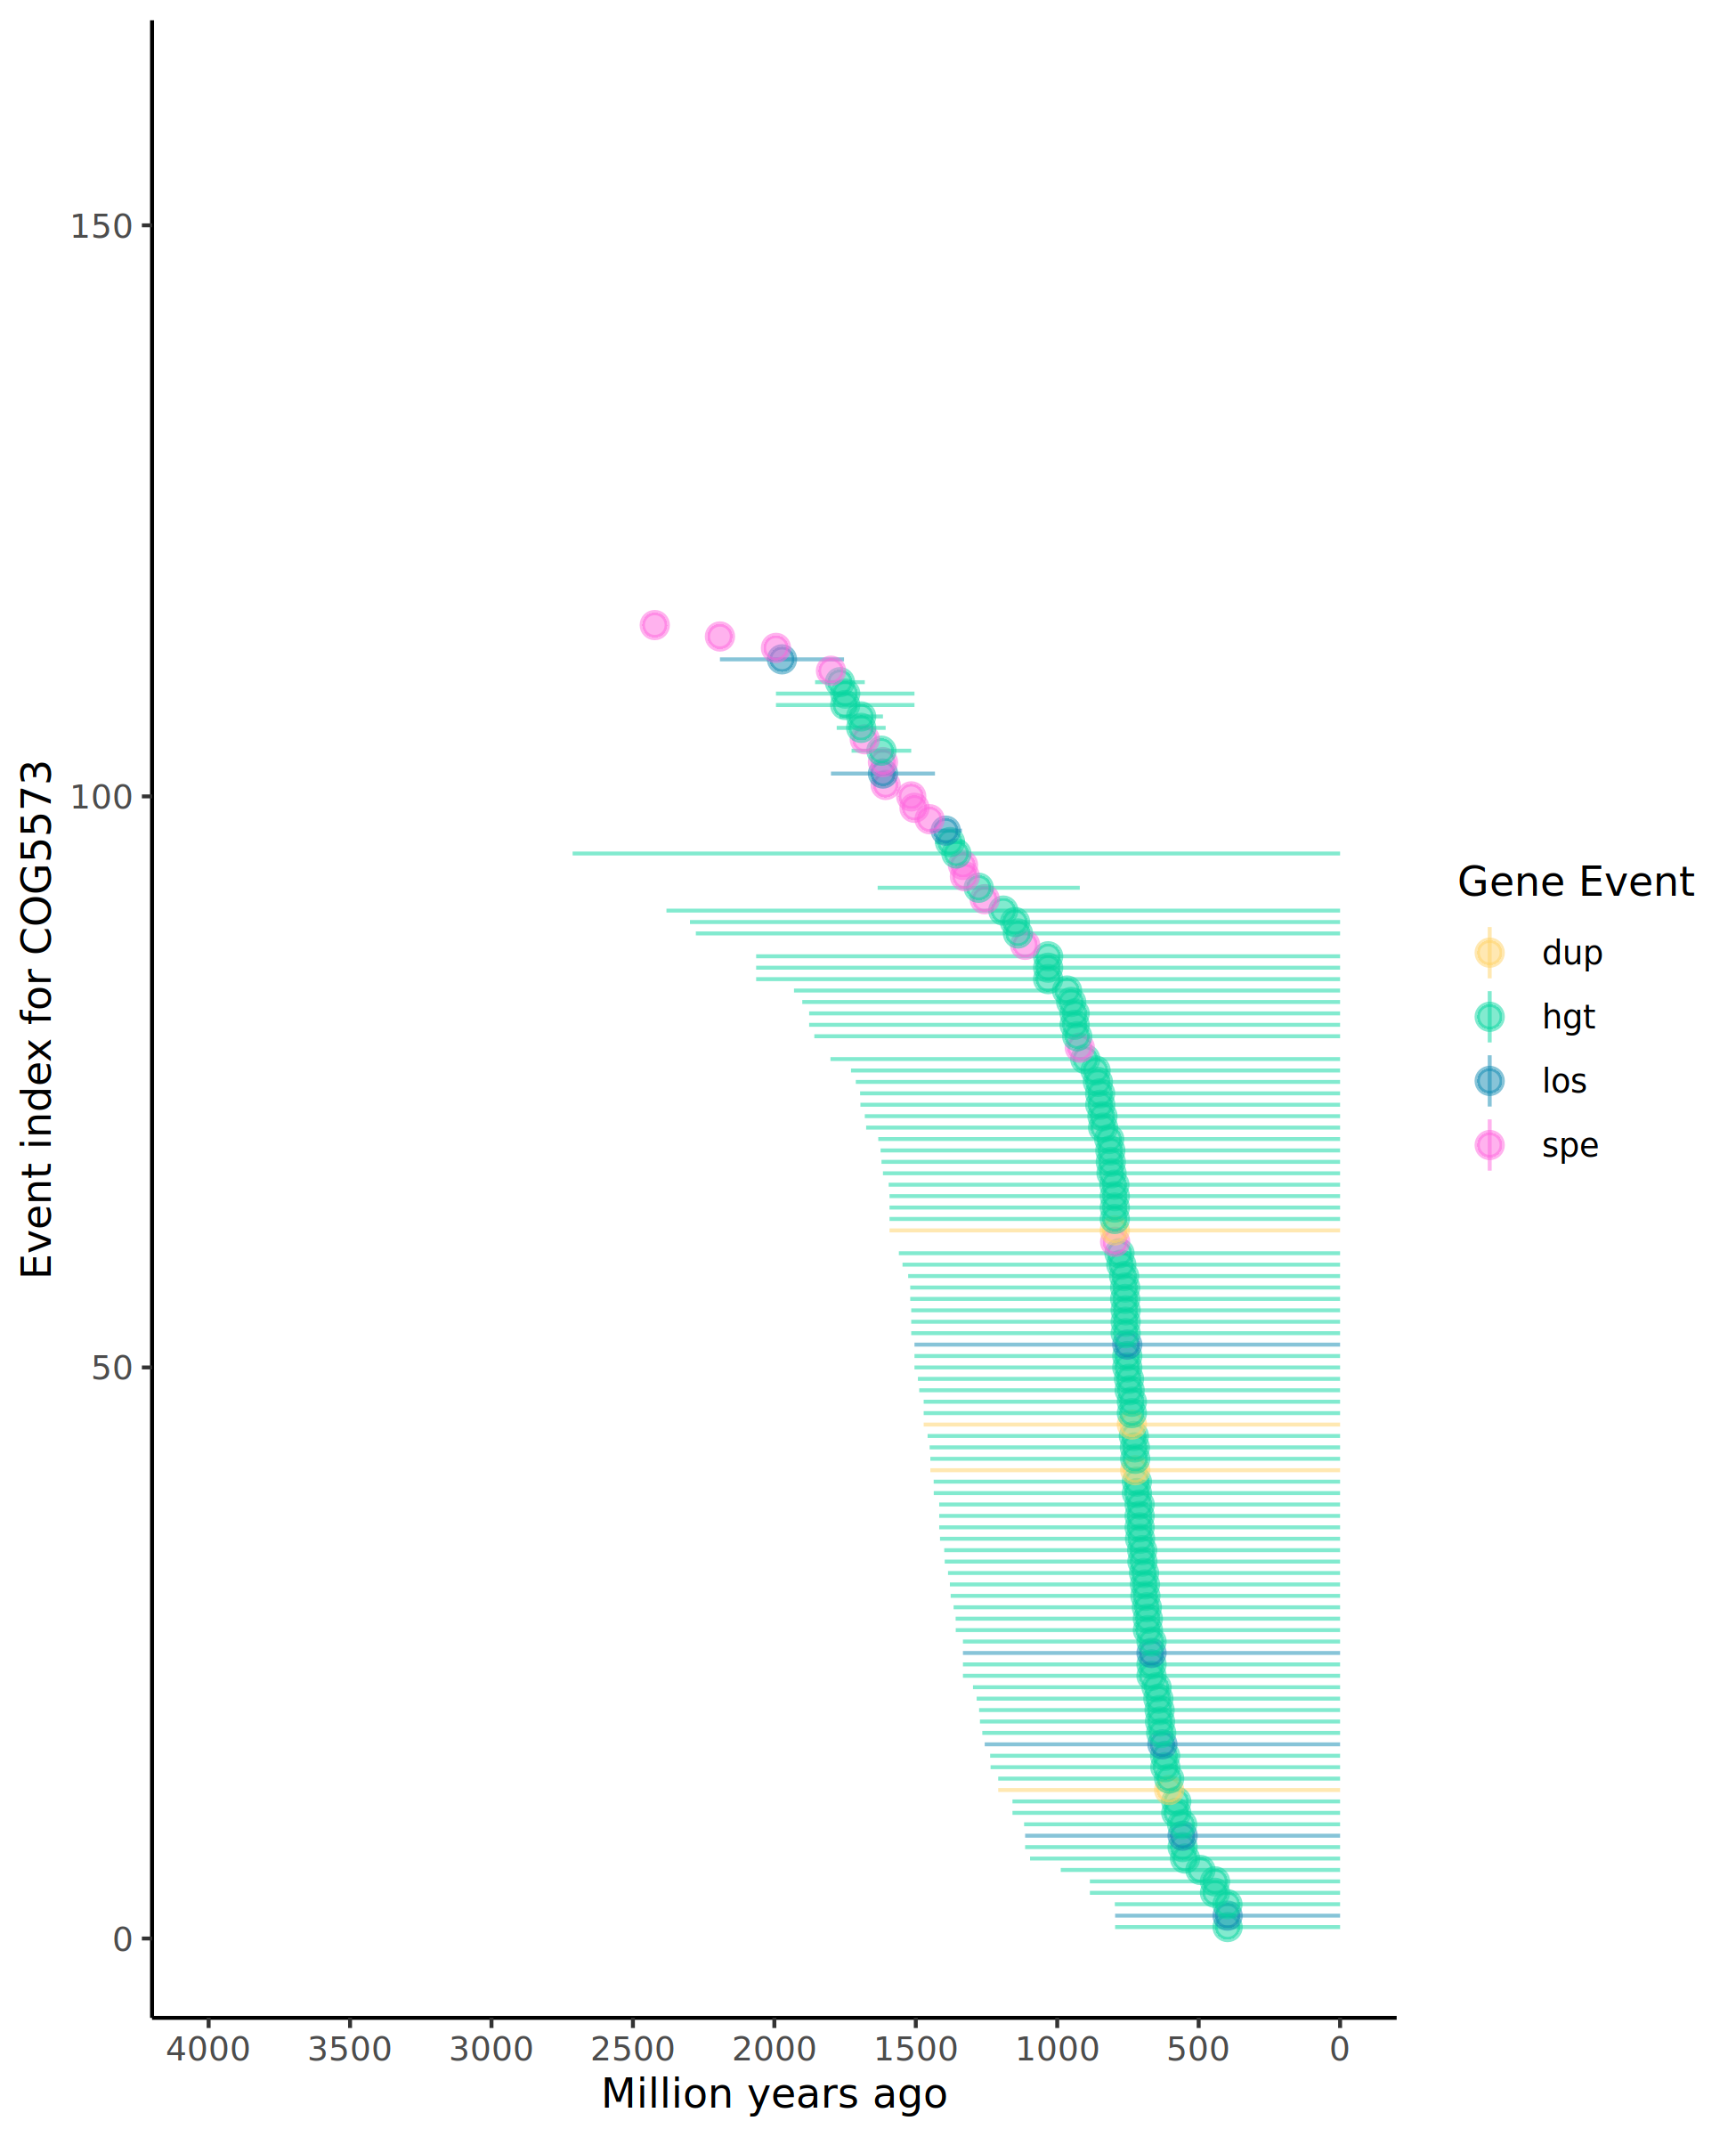 Event index for COG5573
150
100
50
0
4000 3500 3000 2500 2000 1500 1000 500 0
Million years ago
Gene Event
dup
hgt
los
spe